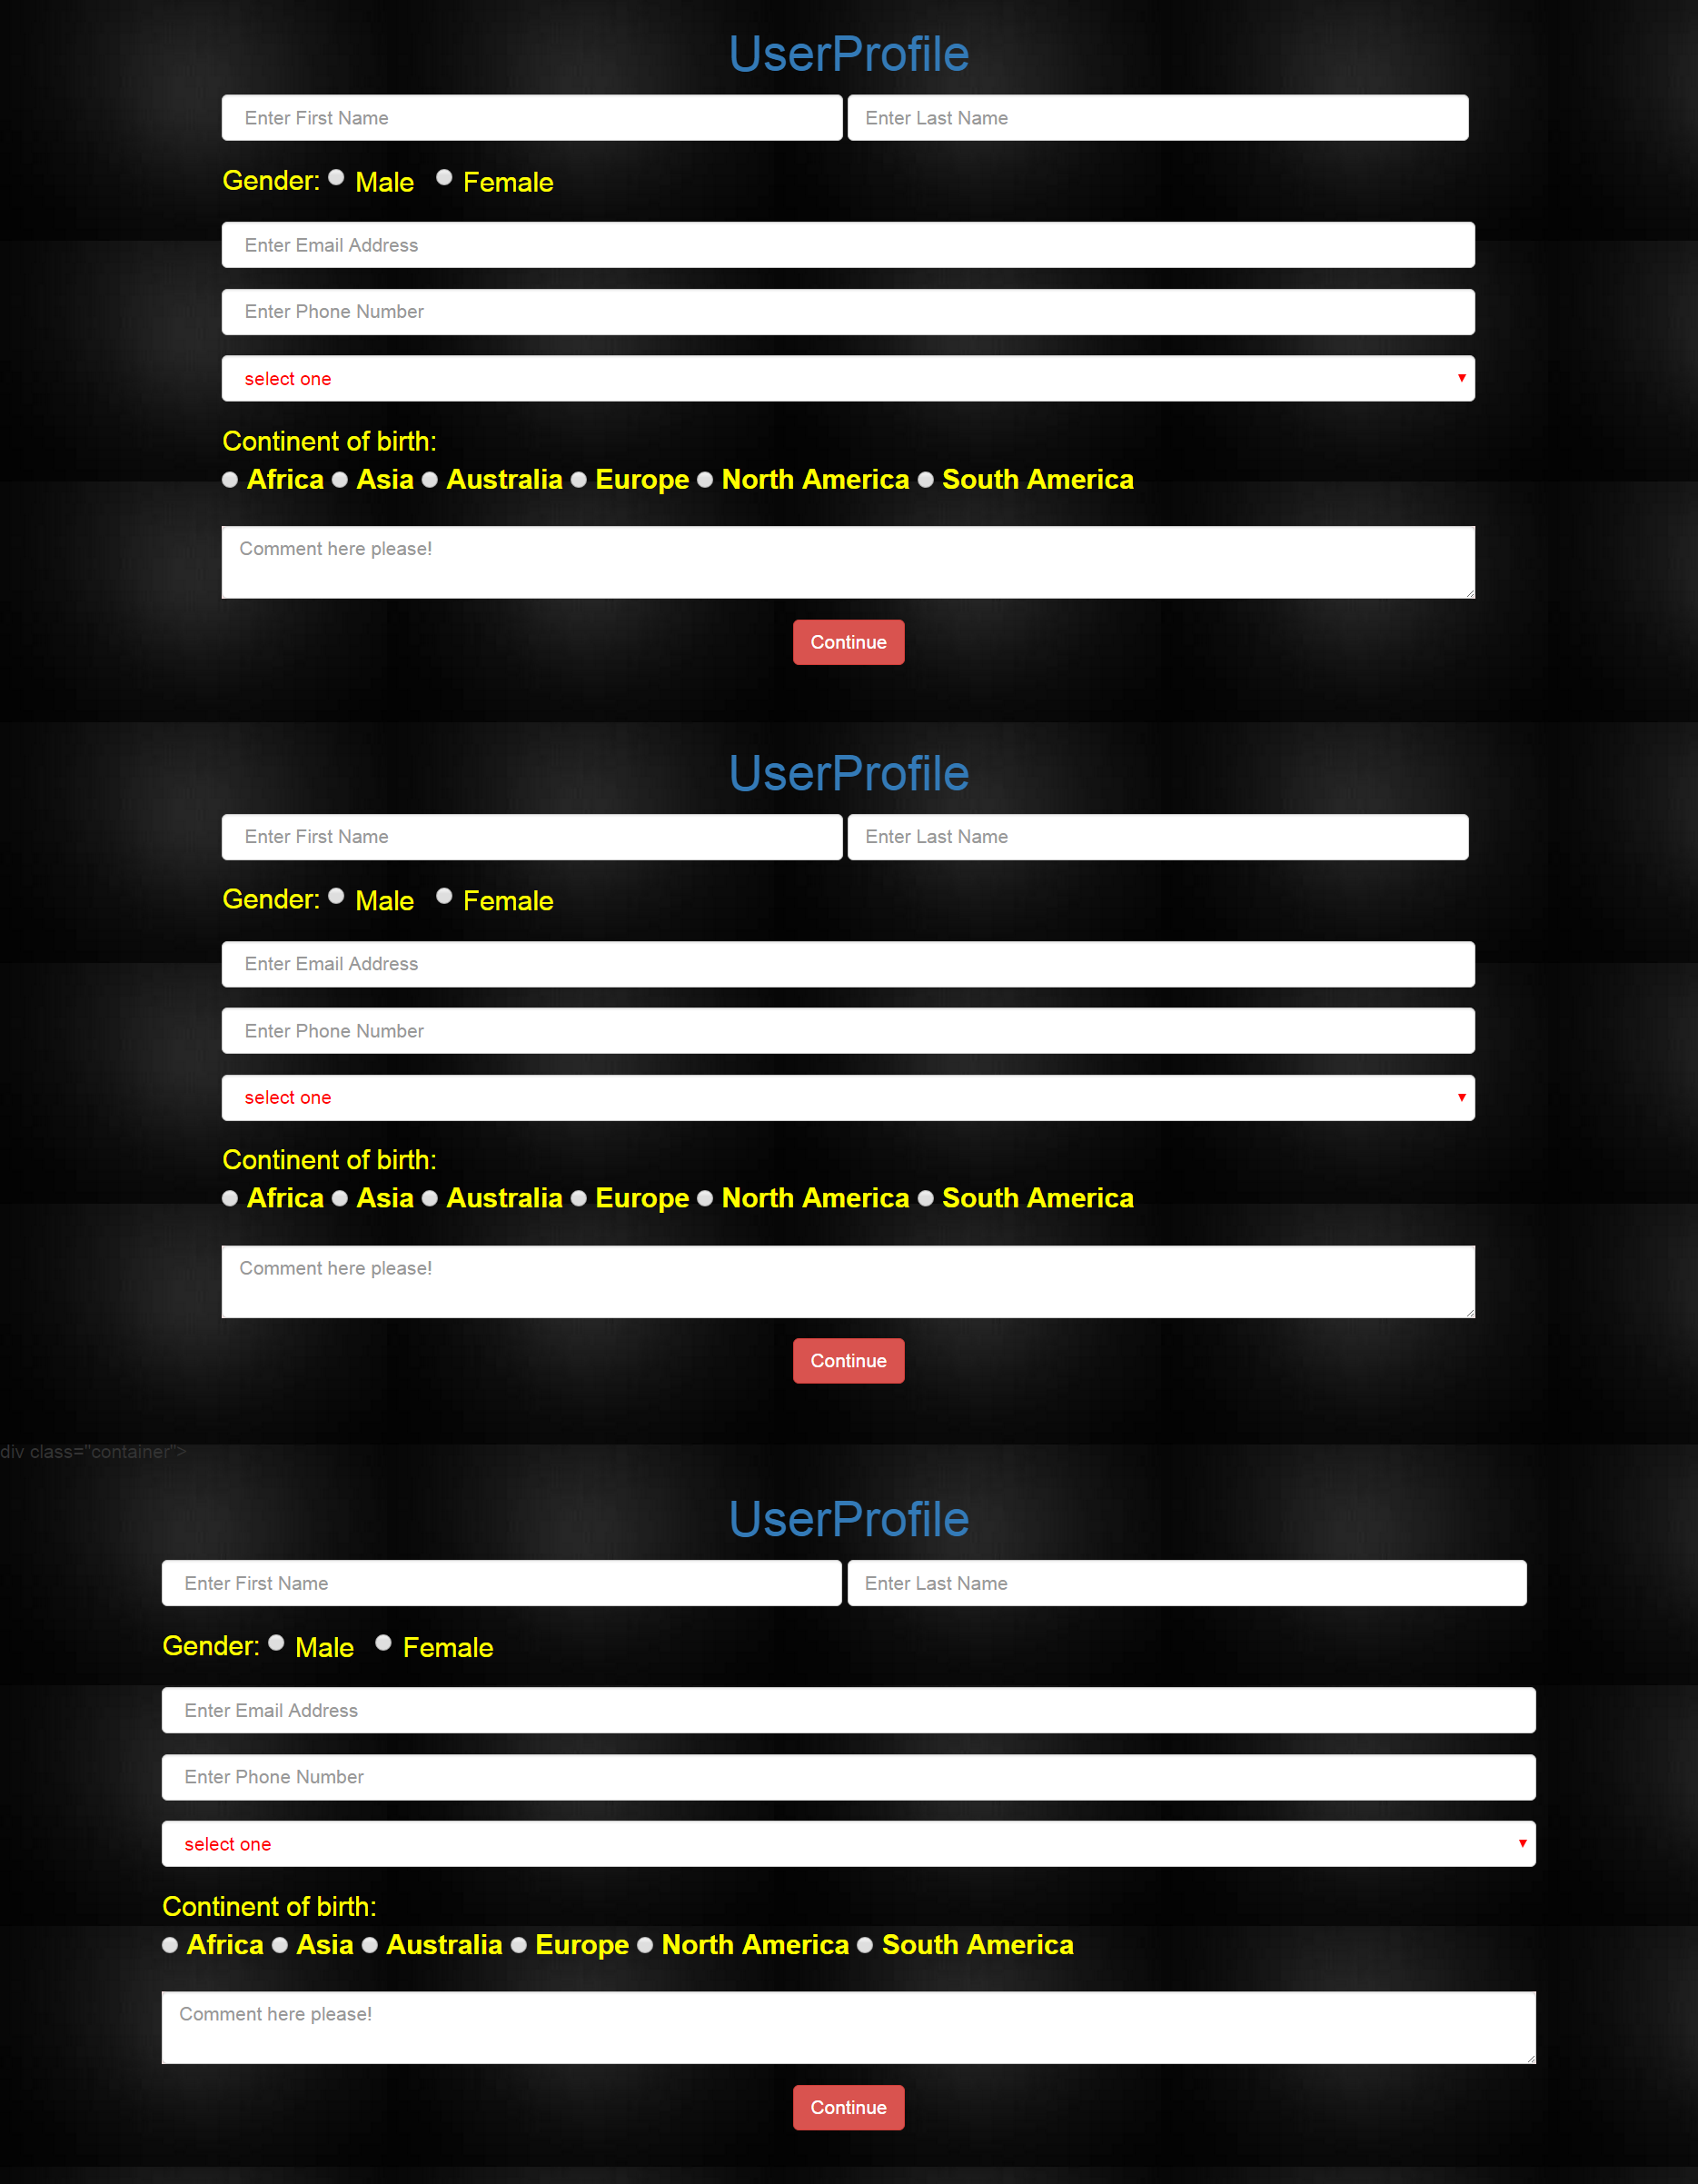 UserProfile
Enter First Name Enter Last Name
Gender: Male Female
Enter Email Address
Enter Phone Number
select one
Continent of birth:
Africa Asia Australia Europe North America South America
Comment here please!
Continue
UserProfile
Enter First Name Enter Last Name
Gender: Male Female
Enter Email Address
Enter Phone Number
select one
Continent of birth:
Africa Asia Australia Europe North America South America
Comment here please!
Continue
div class="container">
UserProfile
Enter First Name Enter Last Name
Gender: Male Female
Enter Email Address
Enter Phone Number
select one
Continent of birth:
Africa Asia Australia Europe North America South America
Comment here please!
Continue